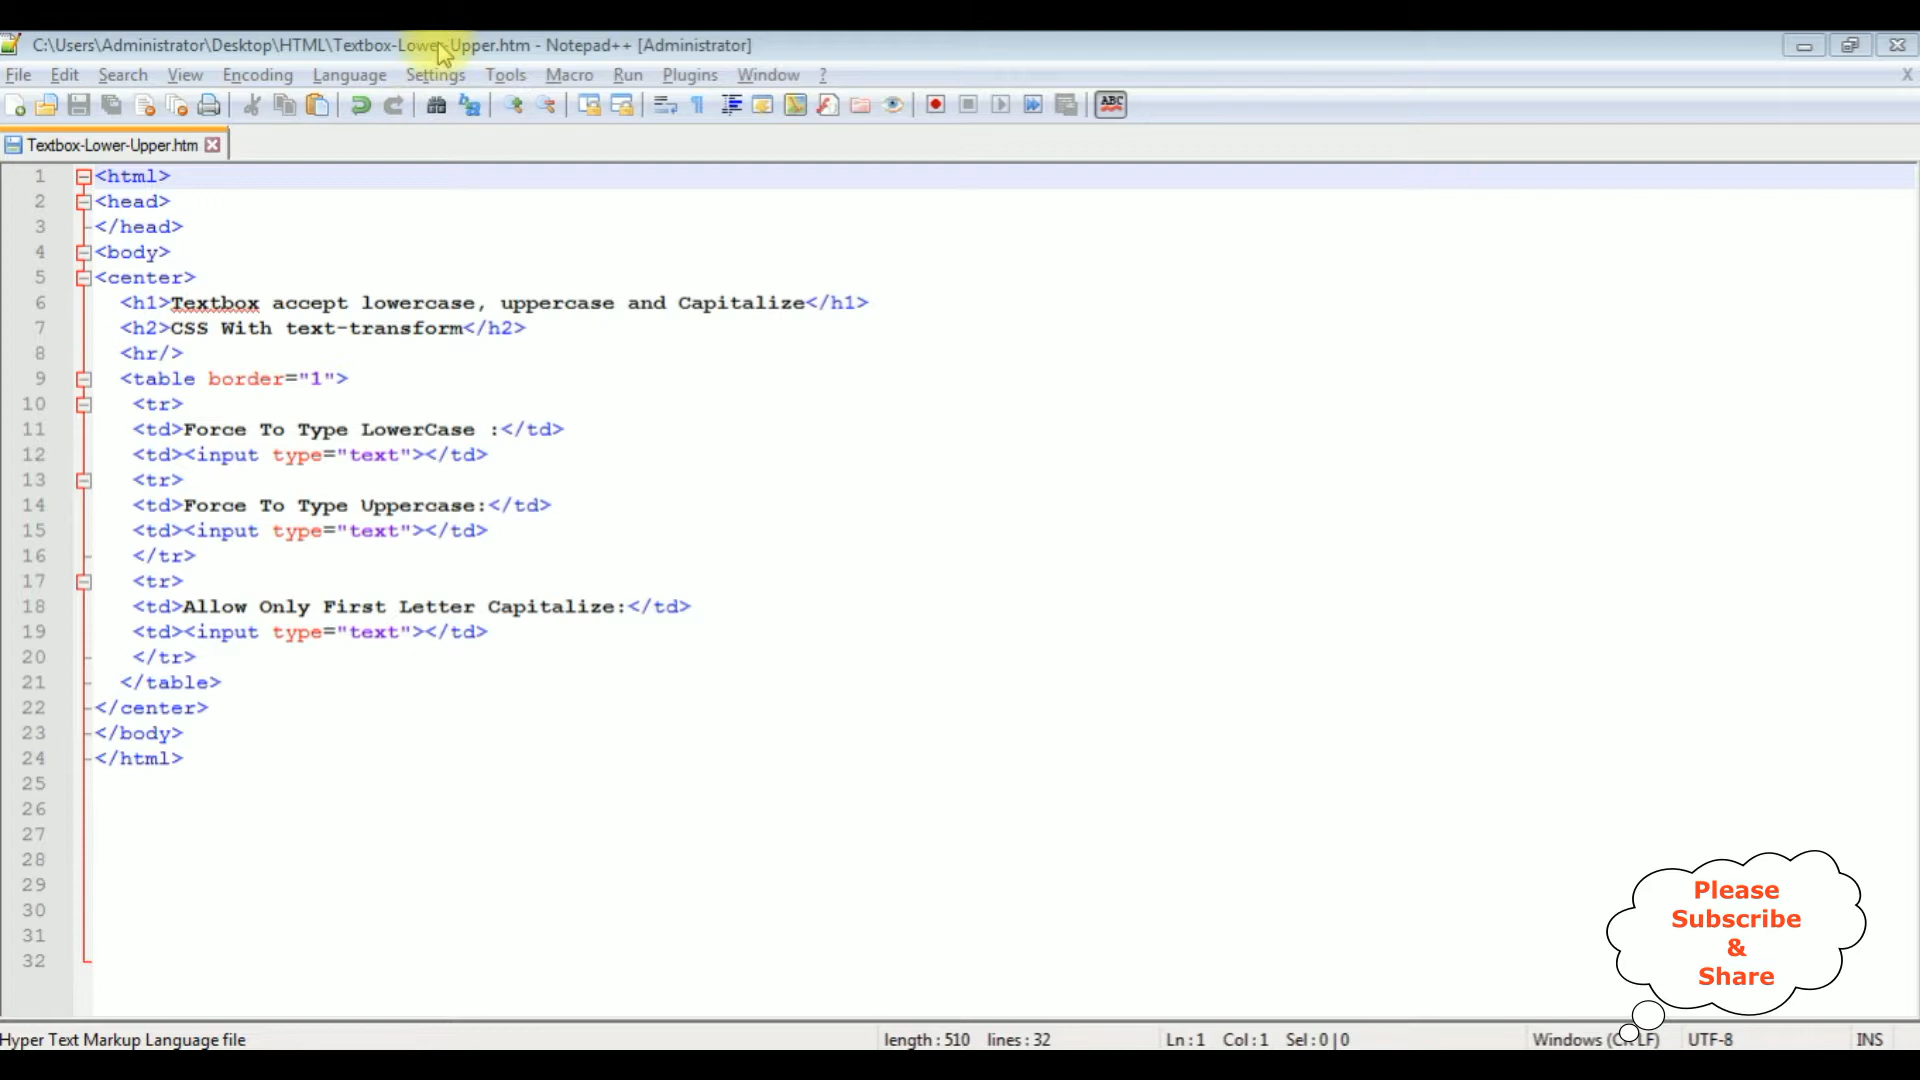 C:\Users\Administrator\Desktop\HTML\Textbox-Lower-Upper.htm - Notepad++ [Administrator]
File Edit Search View Encoding Language Settings Tools Macro Run Plugins Window ? X
ABC
Textbox-Lower-Upper.htm
1 <html>
2 <head>
3 </head>
4 <body>
5 <center>
6 <h1>Textbox accept lowercase, uppercase and Capitalize</h1>
7 <h2>CSS With text-transform</h2>
8 <hr/>
9 <table border="1">
10 <tr>
11 <td>Force To Type LowerCase :</td>
12 <td><input type="text"></td>
13 <tr>
14 <td>Force To Type Uppercase:</td>
15 <td><input type="text"></td>
16 </tr>
17 <tr>
18 <td>Allow Only First Letter Capitalize:</td>
19 <td><input type="text"></td>
20 </tr>
21 </table>
22 </center>
23 </body>
24 </html>
25
26
27
28
29
30
31
32
Please
Subscribe
&
Share
Hyper Text Markup Language file length : 510 lines : 32 Ln : 1 Col : 1 Sel : 0 | 0 Windows (CR LF) UTF-8 INS